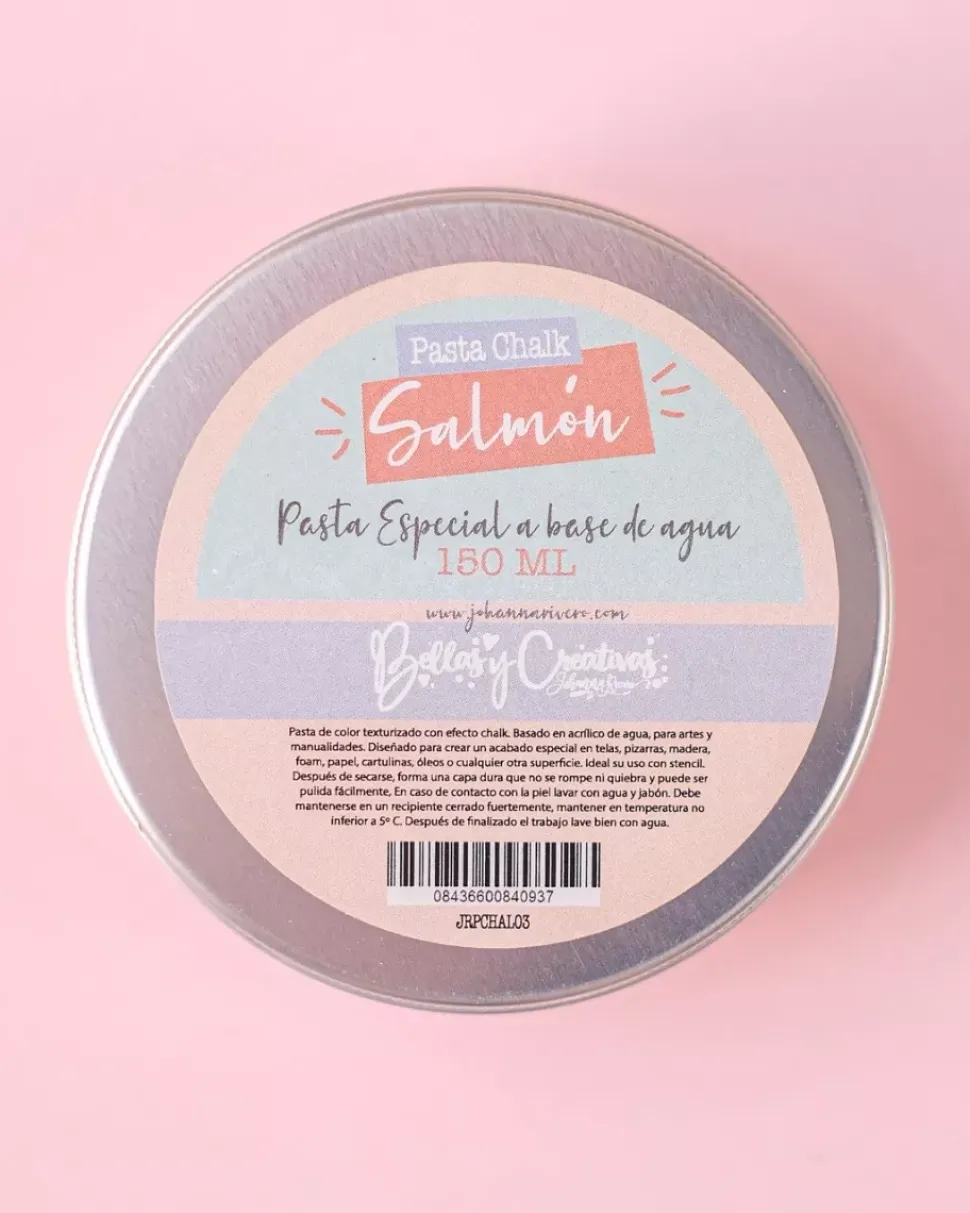 Pasta Chalk
Salmón
Pasta Especial a base de agua
150 ML
www.johannarivero.com
Bellas y Creativas
Johanna Rivero
Pasta de color texturizado con efecto chalk. Basado en acrílico de agua, para artes y
manualidades. Diseñado para crear un acabado especial en telas, pizarras, madera,
foam, papel, cartulinas, óleos o cualquier otra superficie. Ideal su uso con stencil.
Después de secarse, forma una capa dura que no se rompe ni quiebra y puede ser
pulida fácilmente, En caso de contacto con la piel lavar con agua y jabón. Debe
mantenerse en un recipiente cerrado fuertemente, mantener en temperatura no
inferior a 5º C. Después de finalizado el trabajo lave bien con agua.
08436600840937
JRPCHAL03